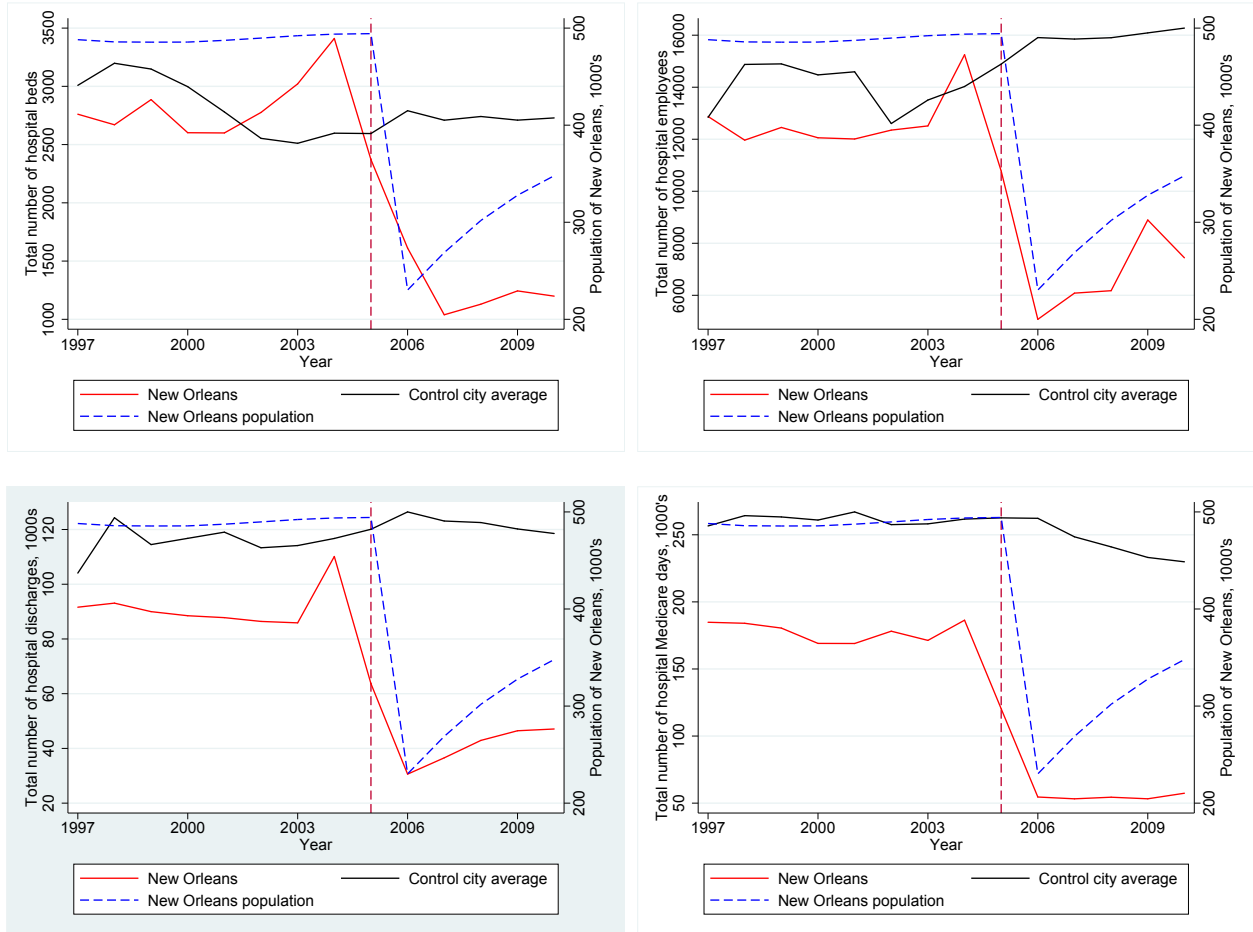 Total number of hospital beds
1000 1500 2000 2500 3000 3500
200 300 400 500
Population of New Orleans, 1000's
1997 2000 2003 2006 2009
Year
New Orleans Control city average
New Orleans population
Total number of hospital employees
6000 8000 10000 12000 14000 16000
200 300 400 500
Population of New Orleans, 1000's
1997 2000 2003 2006 2009
Year
New Orleans Control city average
New Orleans population
Total number of hospital discharges, 1000s
20 40 60 80 100 120
200 300 400 500
Population of New Orleans, 1000's
1997 2000 2003 2006 2009
Year
New Orleans Control city average
New Orleans population
Total number of hospital Medicare days, 1000's
50 100 150 200 250
200 300 400 500
Population of New Orleans, 1000's
1997 2000 2003 2006 2009
Year
New Orleans Control city average
New Orleans population